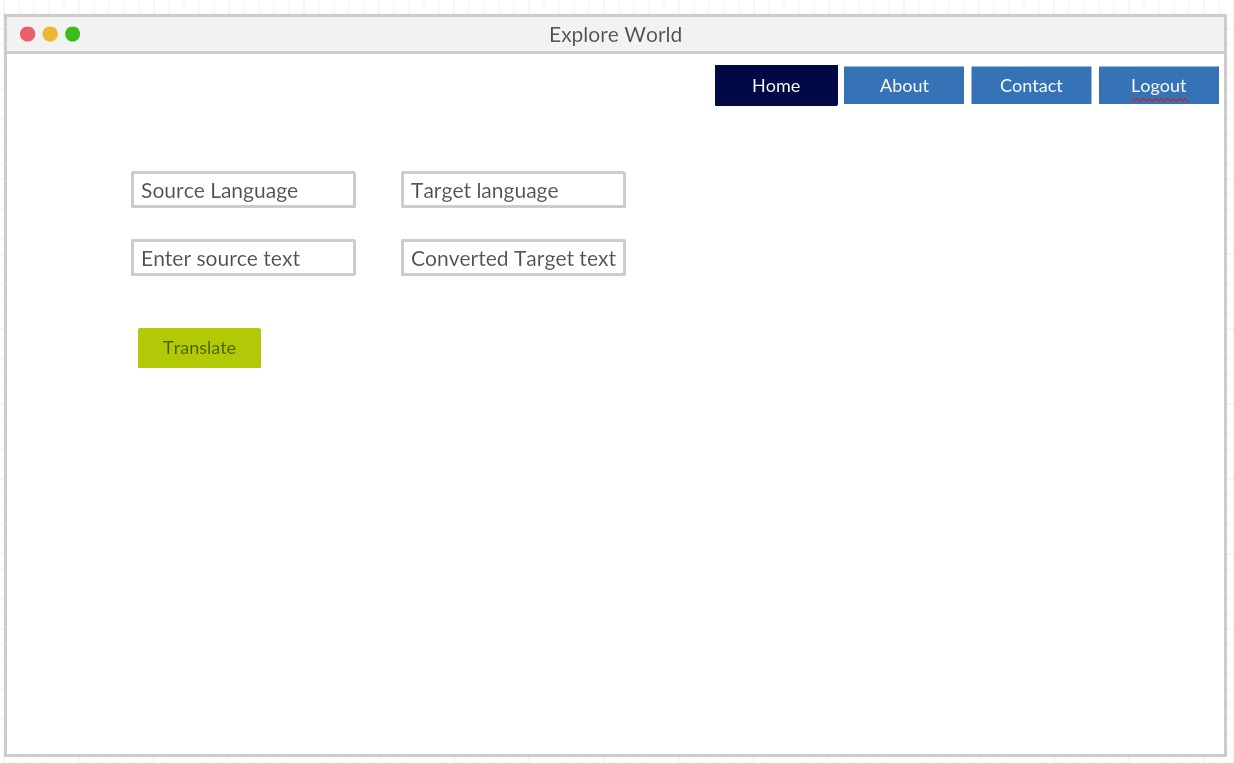 Explore World
Home About Contact Logout
Source Language Target language
Enter source text Converted Target text
Translate